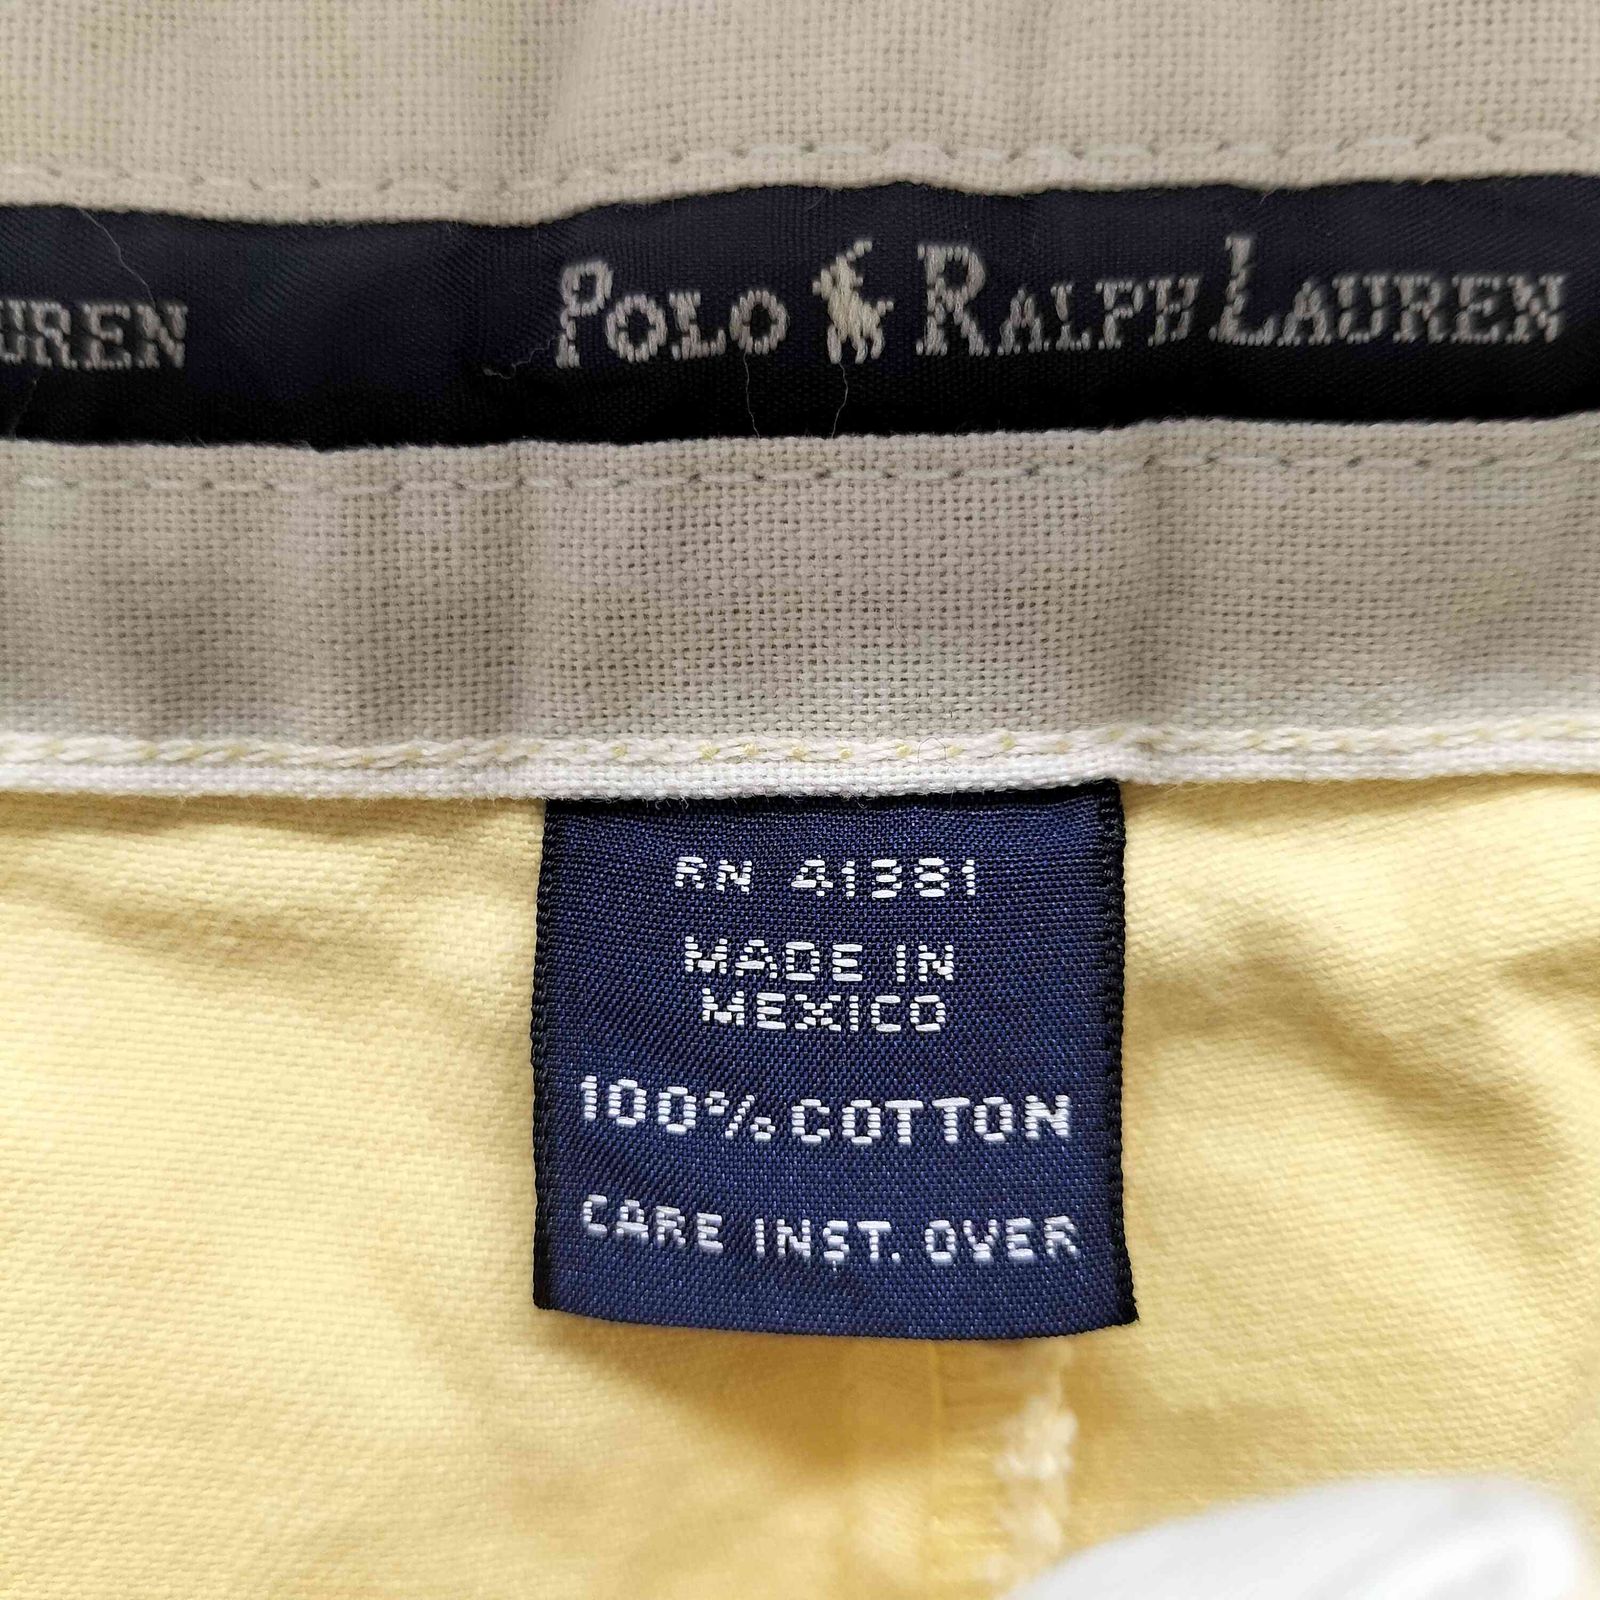 UREN POLO RALPH LAUREN
RN 41381
MADE IN
MEXICO
100% COTTON
CARE INST. OVER